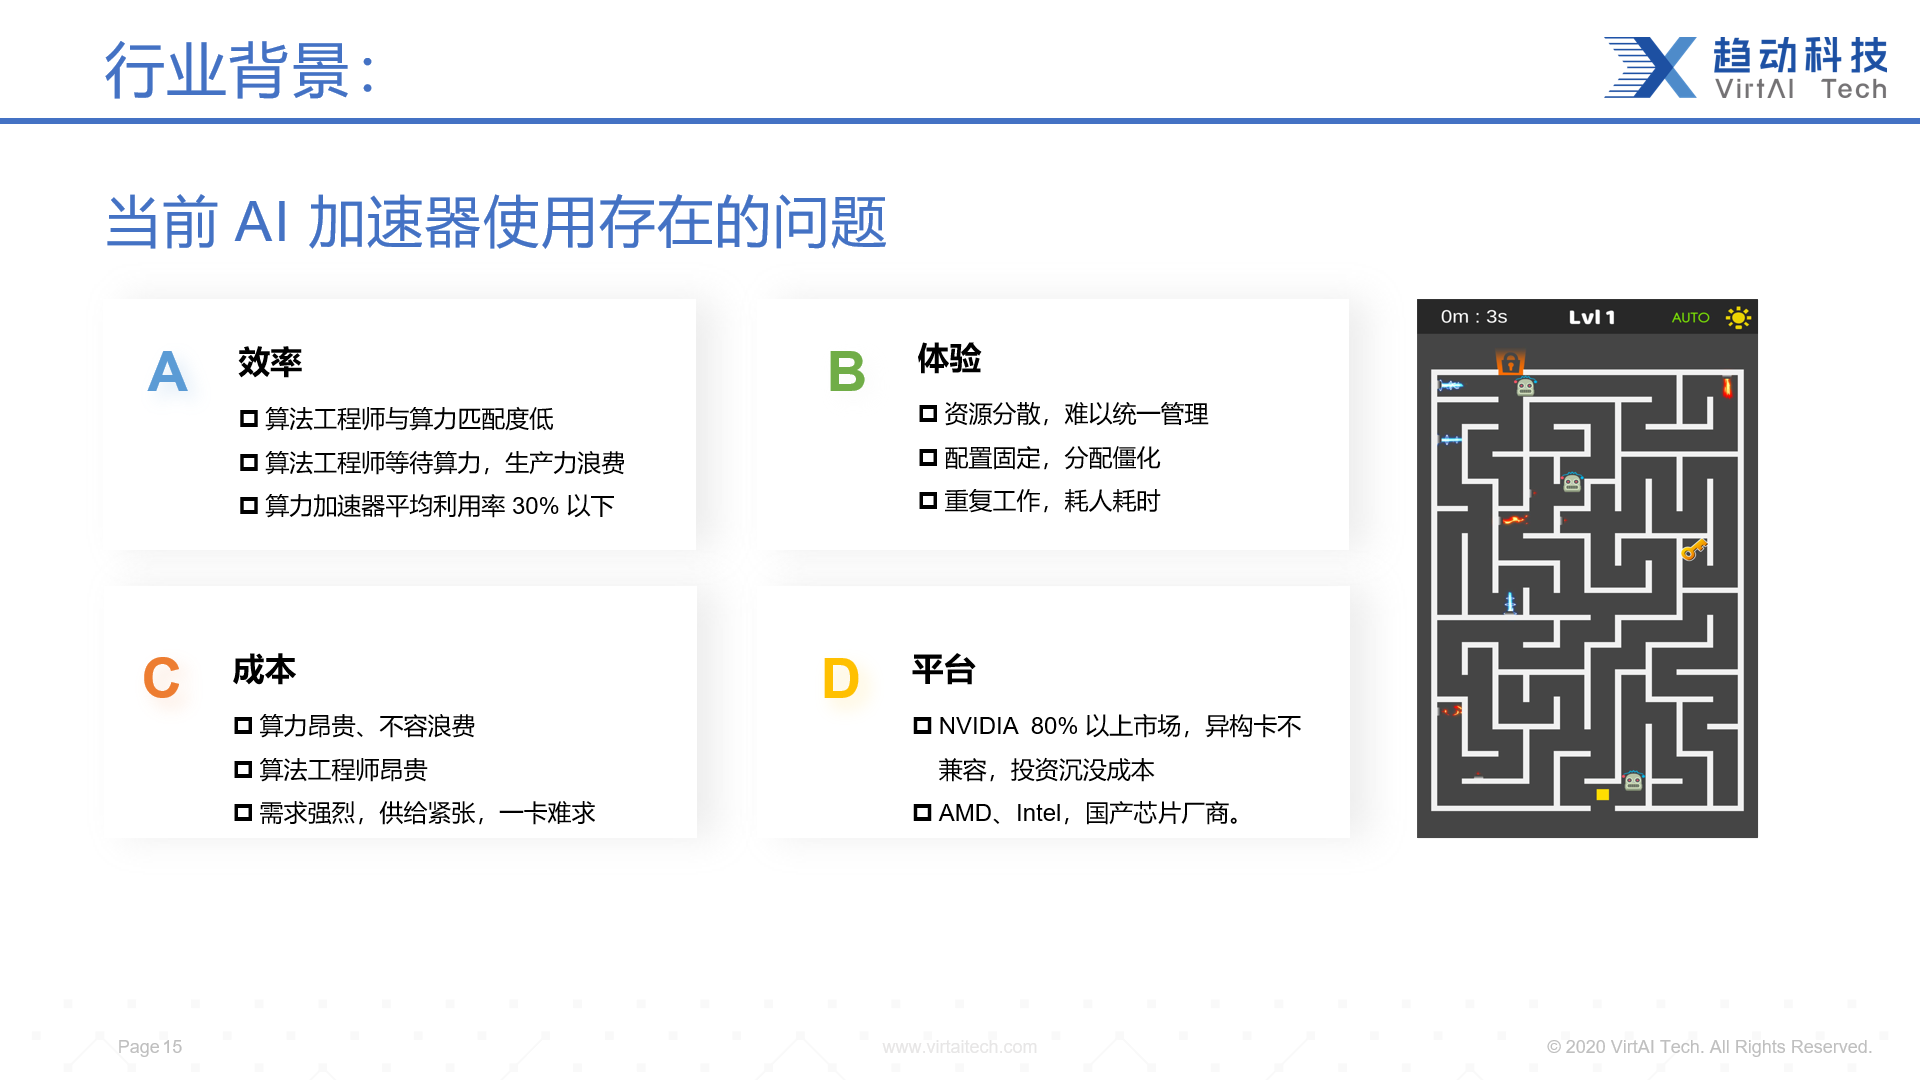 行业背景：
趋动科技
VirtAI Tech
当前 AI 加速器使用存在的问题
A
效率
算法工程师与算力匹配度低
算法工程师等待算力，生产力浪费
算力加速器平均利用率 30% 以下
B
体验
资源分散，难以统一管理
配置固定，分配僵化
重复工作，耗人耗时
C
成本
算力昂贵、不容浪费
算法工程师昂贵
需求强烈，供给紧张，一卡难求
D
平台
NVIDIA 80% 以上市场，异构卡不
兼容，投资沉没成本
AMD、Intel，国产芯片厂商。
0m : 3s
Lvl 1
AUTO
Page 15
www.virtaitech.com
© 2020 VirtAI Tech. All Rights Reserved.